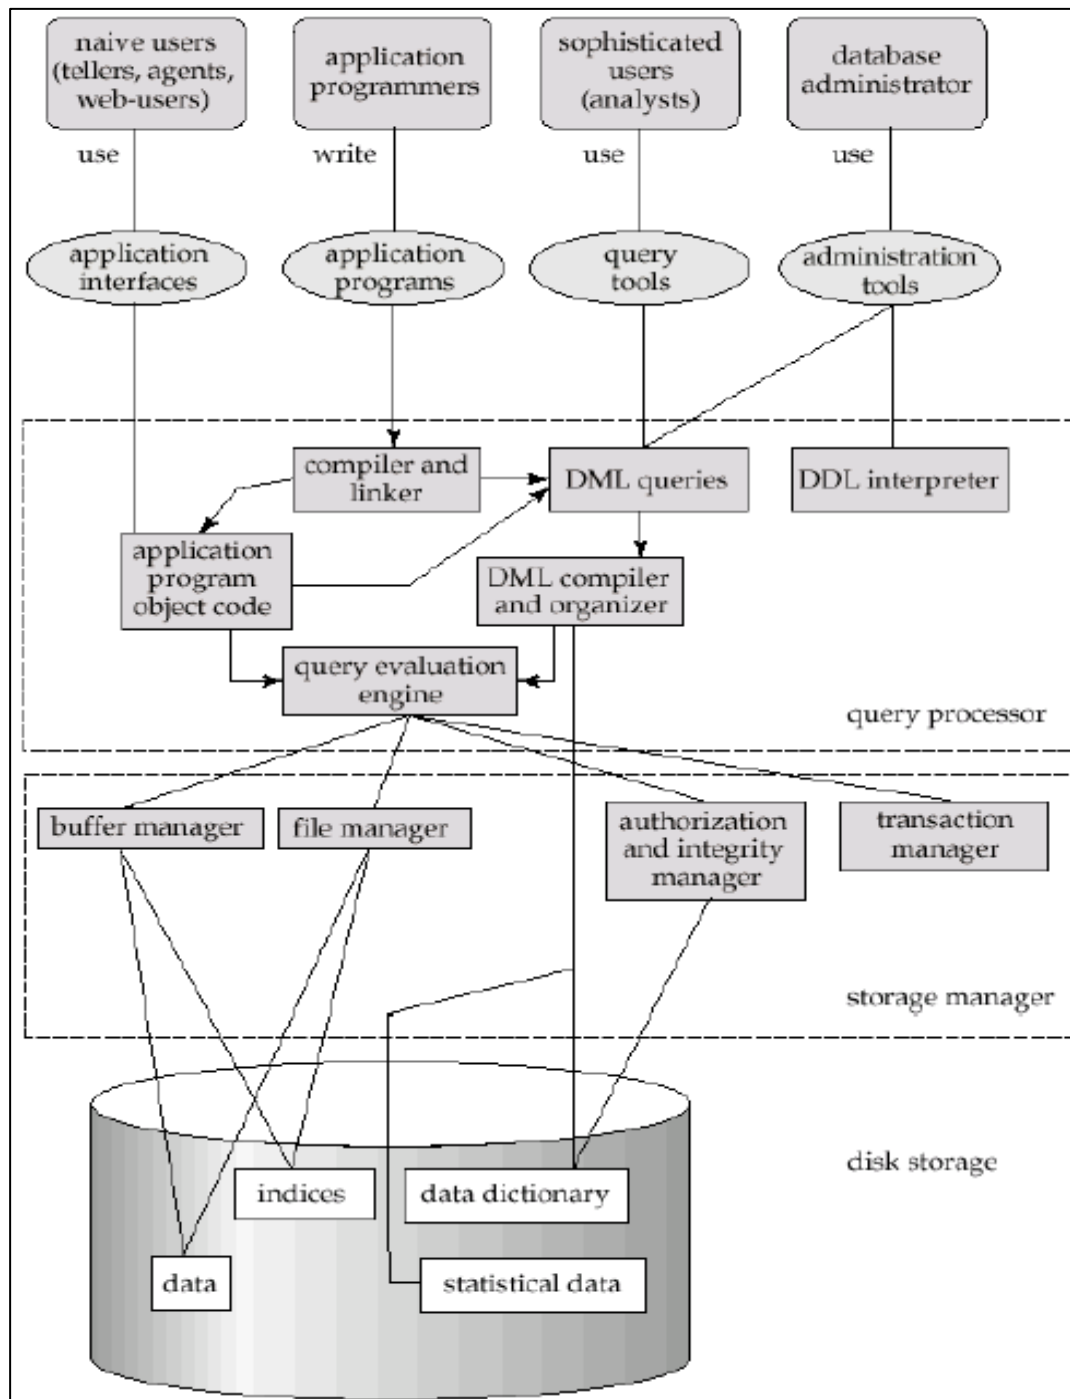 naive users
(tellers, agents,
web-users)
application
programmers
sophisticated
users
(analysts)
database
administrator
use
write
use
use
application
interfaces
application
programs
query
tools
administration
tools
compiler and
linker
DML queries
DDL interpreter
application
program
object code
DML compiler
and organizer
query evaluation
engine
query processor
buffer manager
file manager
authorization
and integrity
manager
transaction
manager
storage manager
disk storage
indices
data dictionary
data
statistical data